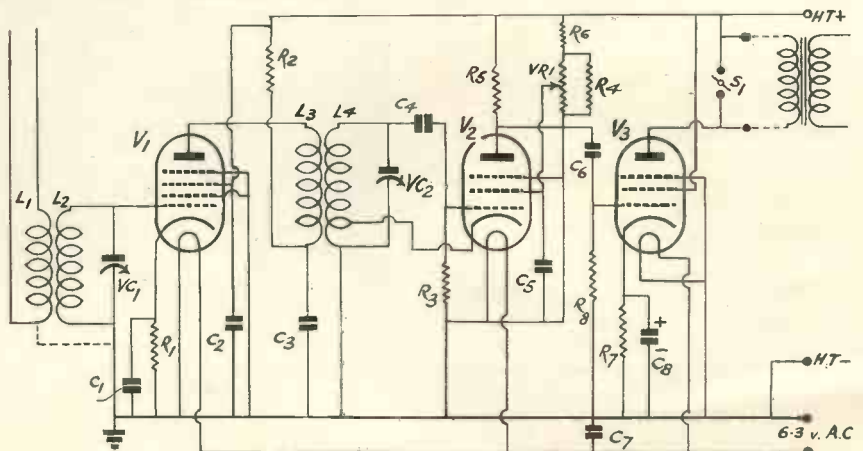 HT+
R6
R2
S1
R5
VR1
R4
L3
L4
C4
V1
V2
V3
C6
VC2
L1
L2
VC1
R3
C5
R8
+
R1
C2
C3
R7
-
C8
HT-
C1
C7
6·3 v. A.C